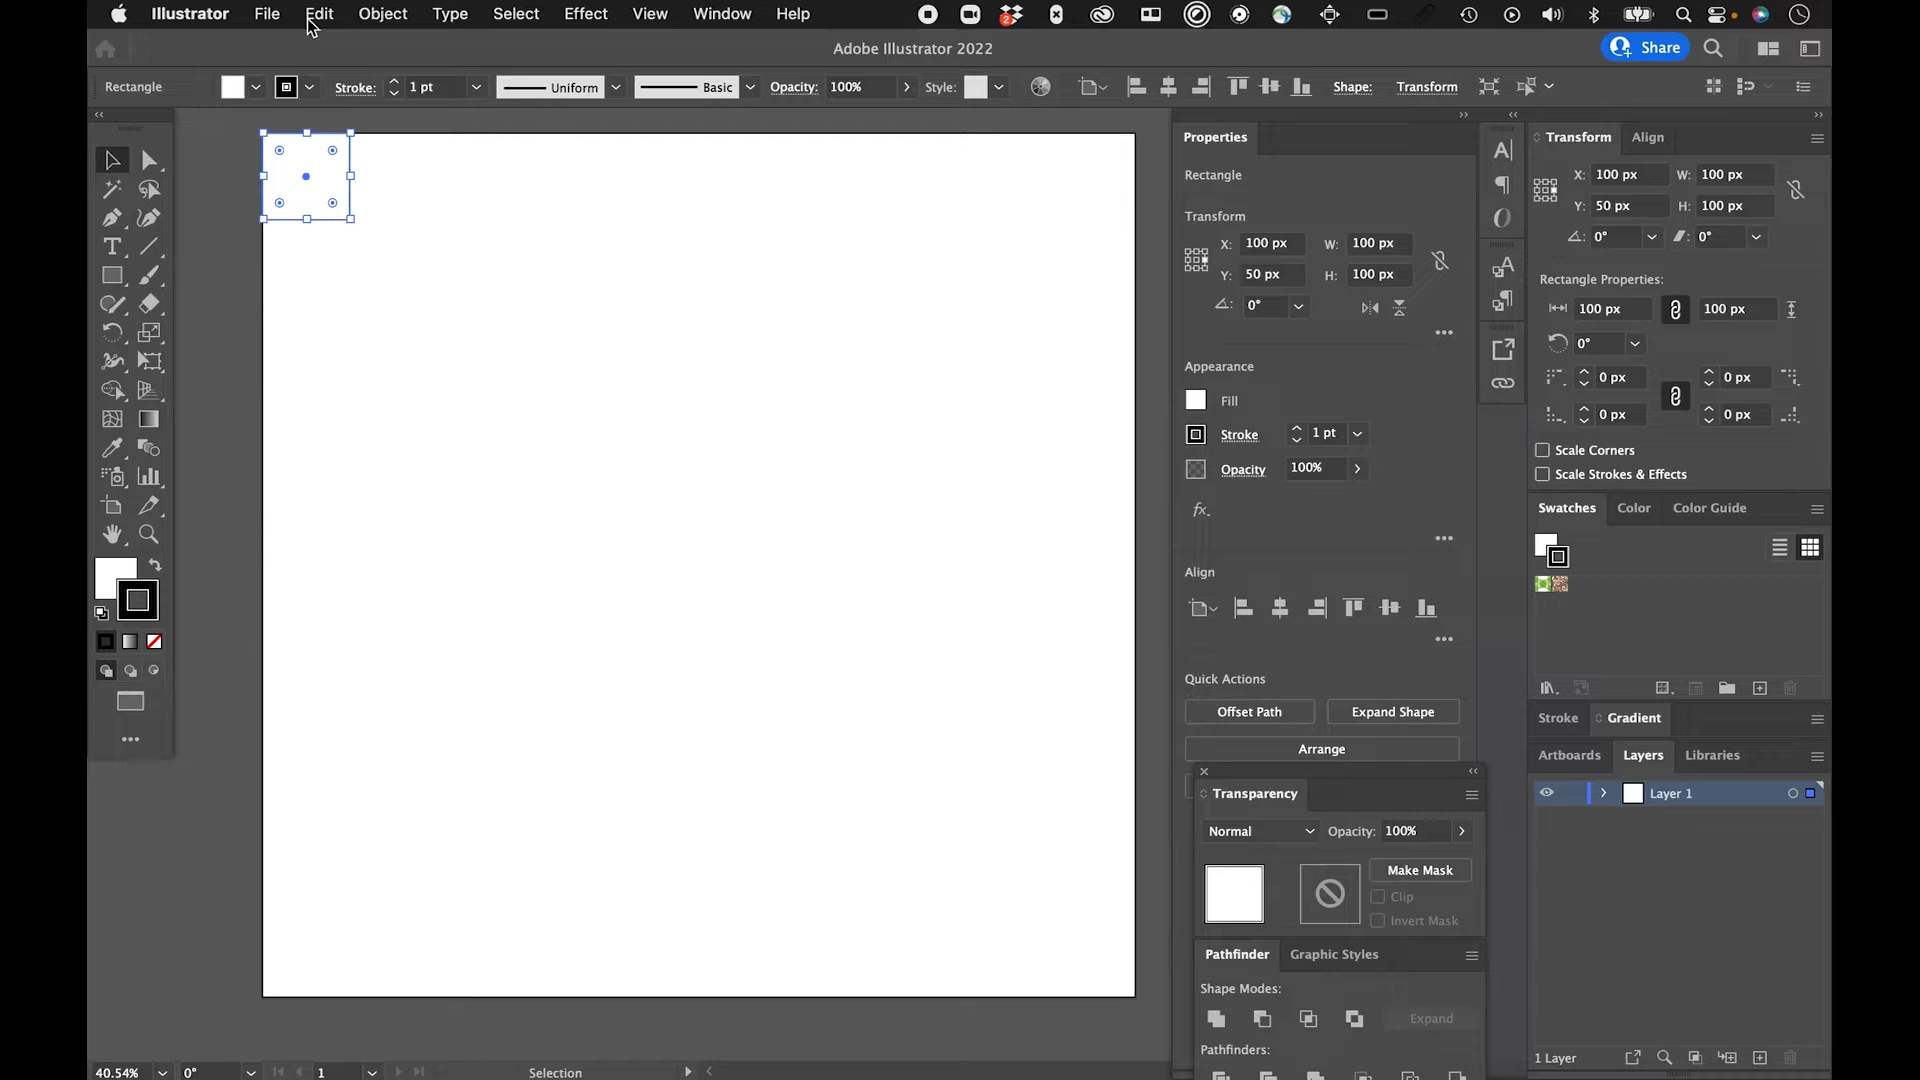 Illustrator File Edit Object Type Select Effect View Window Help
2
Adobe Illustrator 2022
Share
Rectangle
Stroke: 1 pt
Uniform
Basic
Opacity: 100%
Style:
Shape:
Transform
Properties
Rectangle
Transform
X: 100 px W: 100 px
Y: 50 px H: 100 px
0°
Appearance
Fill
Stroke 1 pt
Opacity 100%
fx.
Align
Quick Actions
Offset Path Expand Shape
Arrange
Transparency
Normal Opacity: 100%
Make Mask
Clip
Invert Mask
Pathfinder Graphic Styles
Shape Modes:
Expand
Pathfinders:
Transform Align
X: 100 px W: 100 px
Y: 50 px H: 100 px
0° 0°
Rectangle Properties:
100 px 100 px
0°
0 px 0 px
0 px 0 px
Scale Corners
Scale Strokes & Effects
Swatches Color Color Guide
Stroke Gradient
Artboards Layers Libraries
Layer 1
1 Layer
40.54% 0° 1 Selection